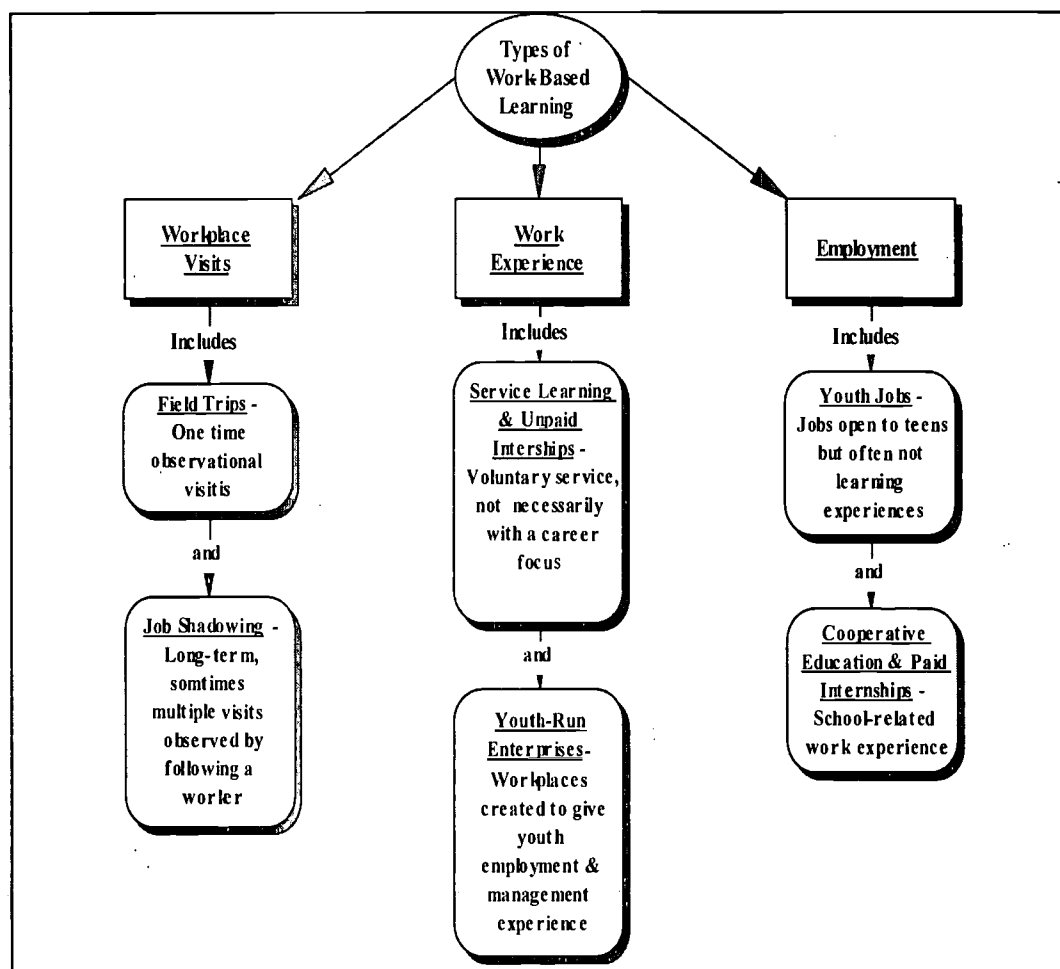 Types of
Work-Based
Learning
Workplace
Visits
Includes
Field Trips -
One time
observational
visitis
and
Job Shadowing -
Long-term,
somtimes
multiple visits
observed by
following a
worker
Work
Experience
Includes
Service Learning
& Unpaid
Interships -
Voluntary service,
not necessarily
with a career
focus
and
Youth-Run
Enterprises-
Workplaces
created to give
youth
employment &
management
experience
Employment
Includes
Youth Jobs -
Jobs open to teens
but often not
learning
experiences
and
Cooperative
Education & Paid
Internships -
School-related
work experience